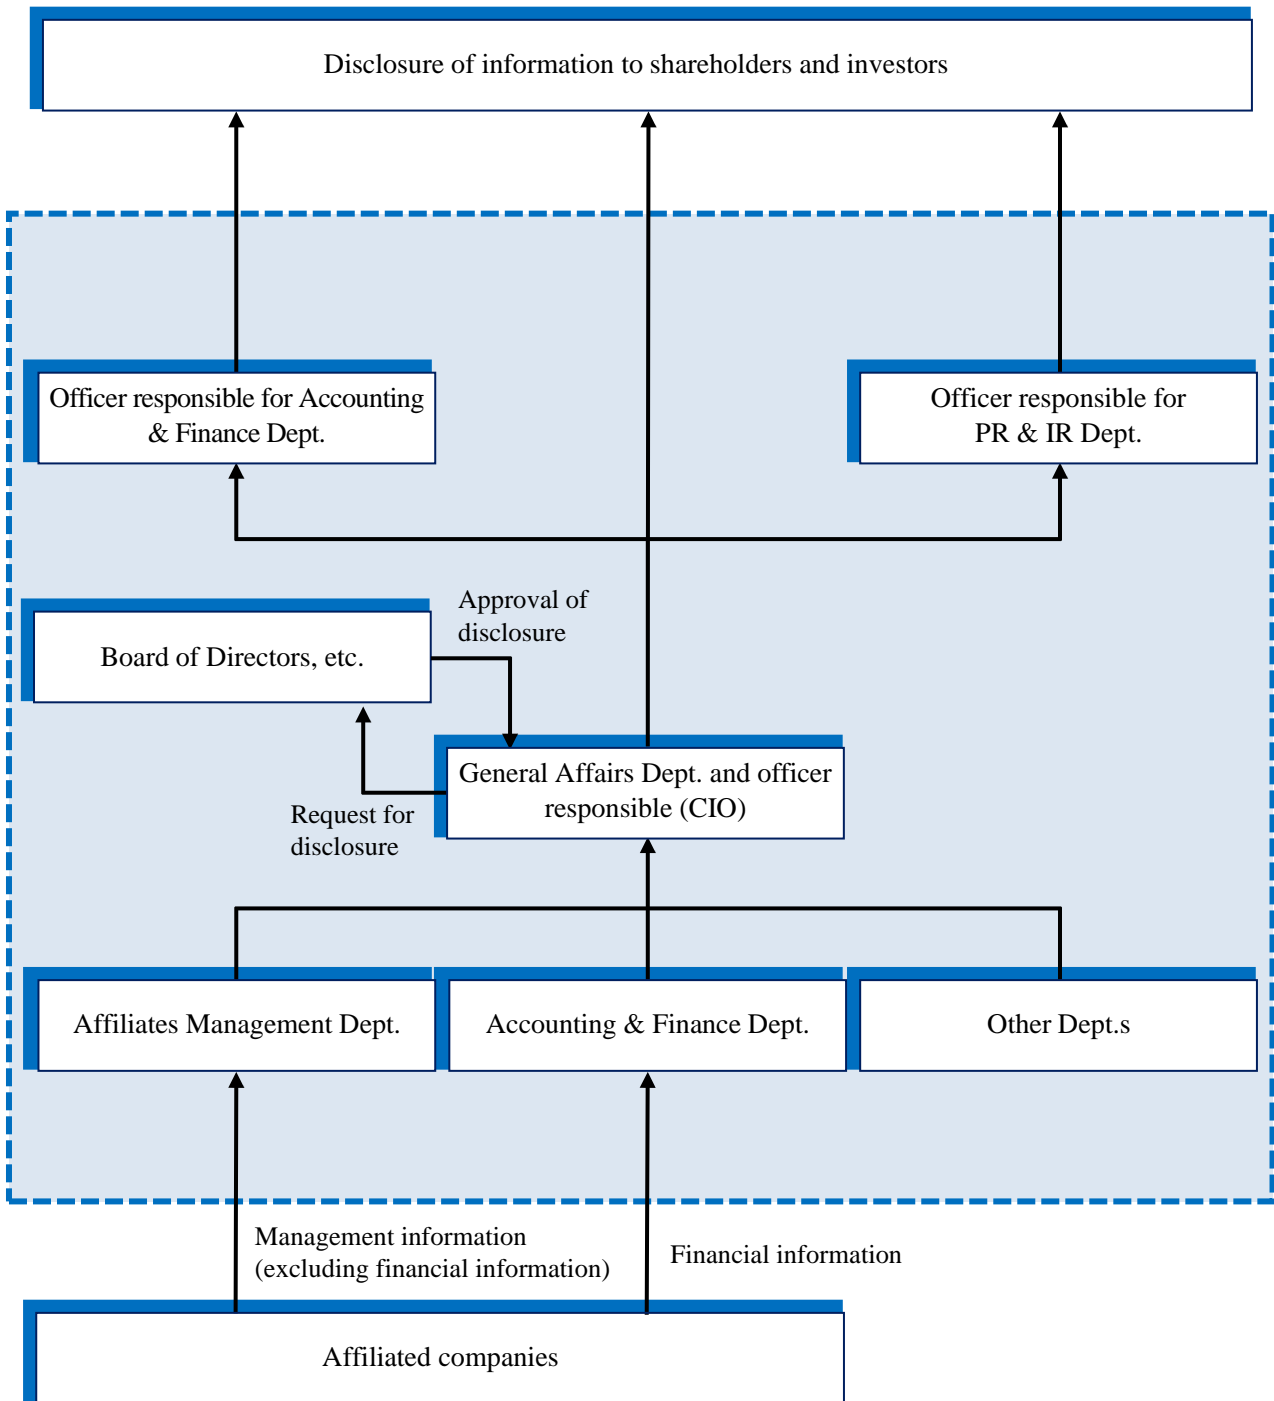 Disclosure of information to shareholders and investors
Officer responsible for Accounting
& Finance Dept.
Officer responsible for
PR & IR Dept.
Approval of
disclosure
Board of Directors, etc.
General Affairs Dept. and officer
responsible (CIO)
Request for
disclosure
Affiliates Management Dept.
Accounting & Finance Dept.
Other Dept.s
Management information
(excluding financial information)
Financial information
Affiliated companies